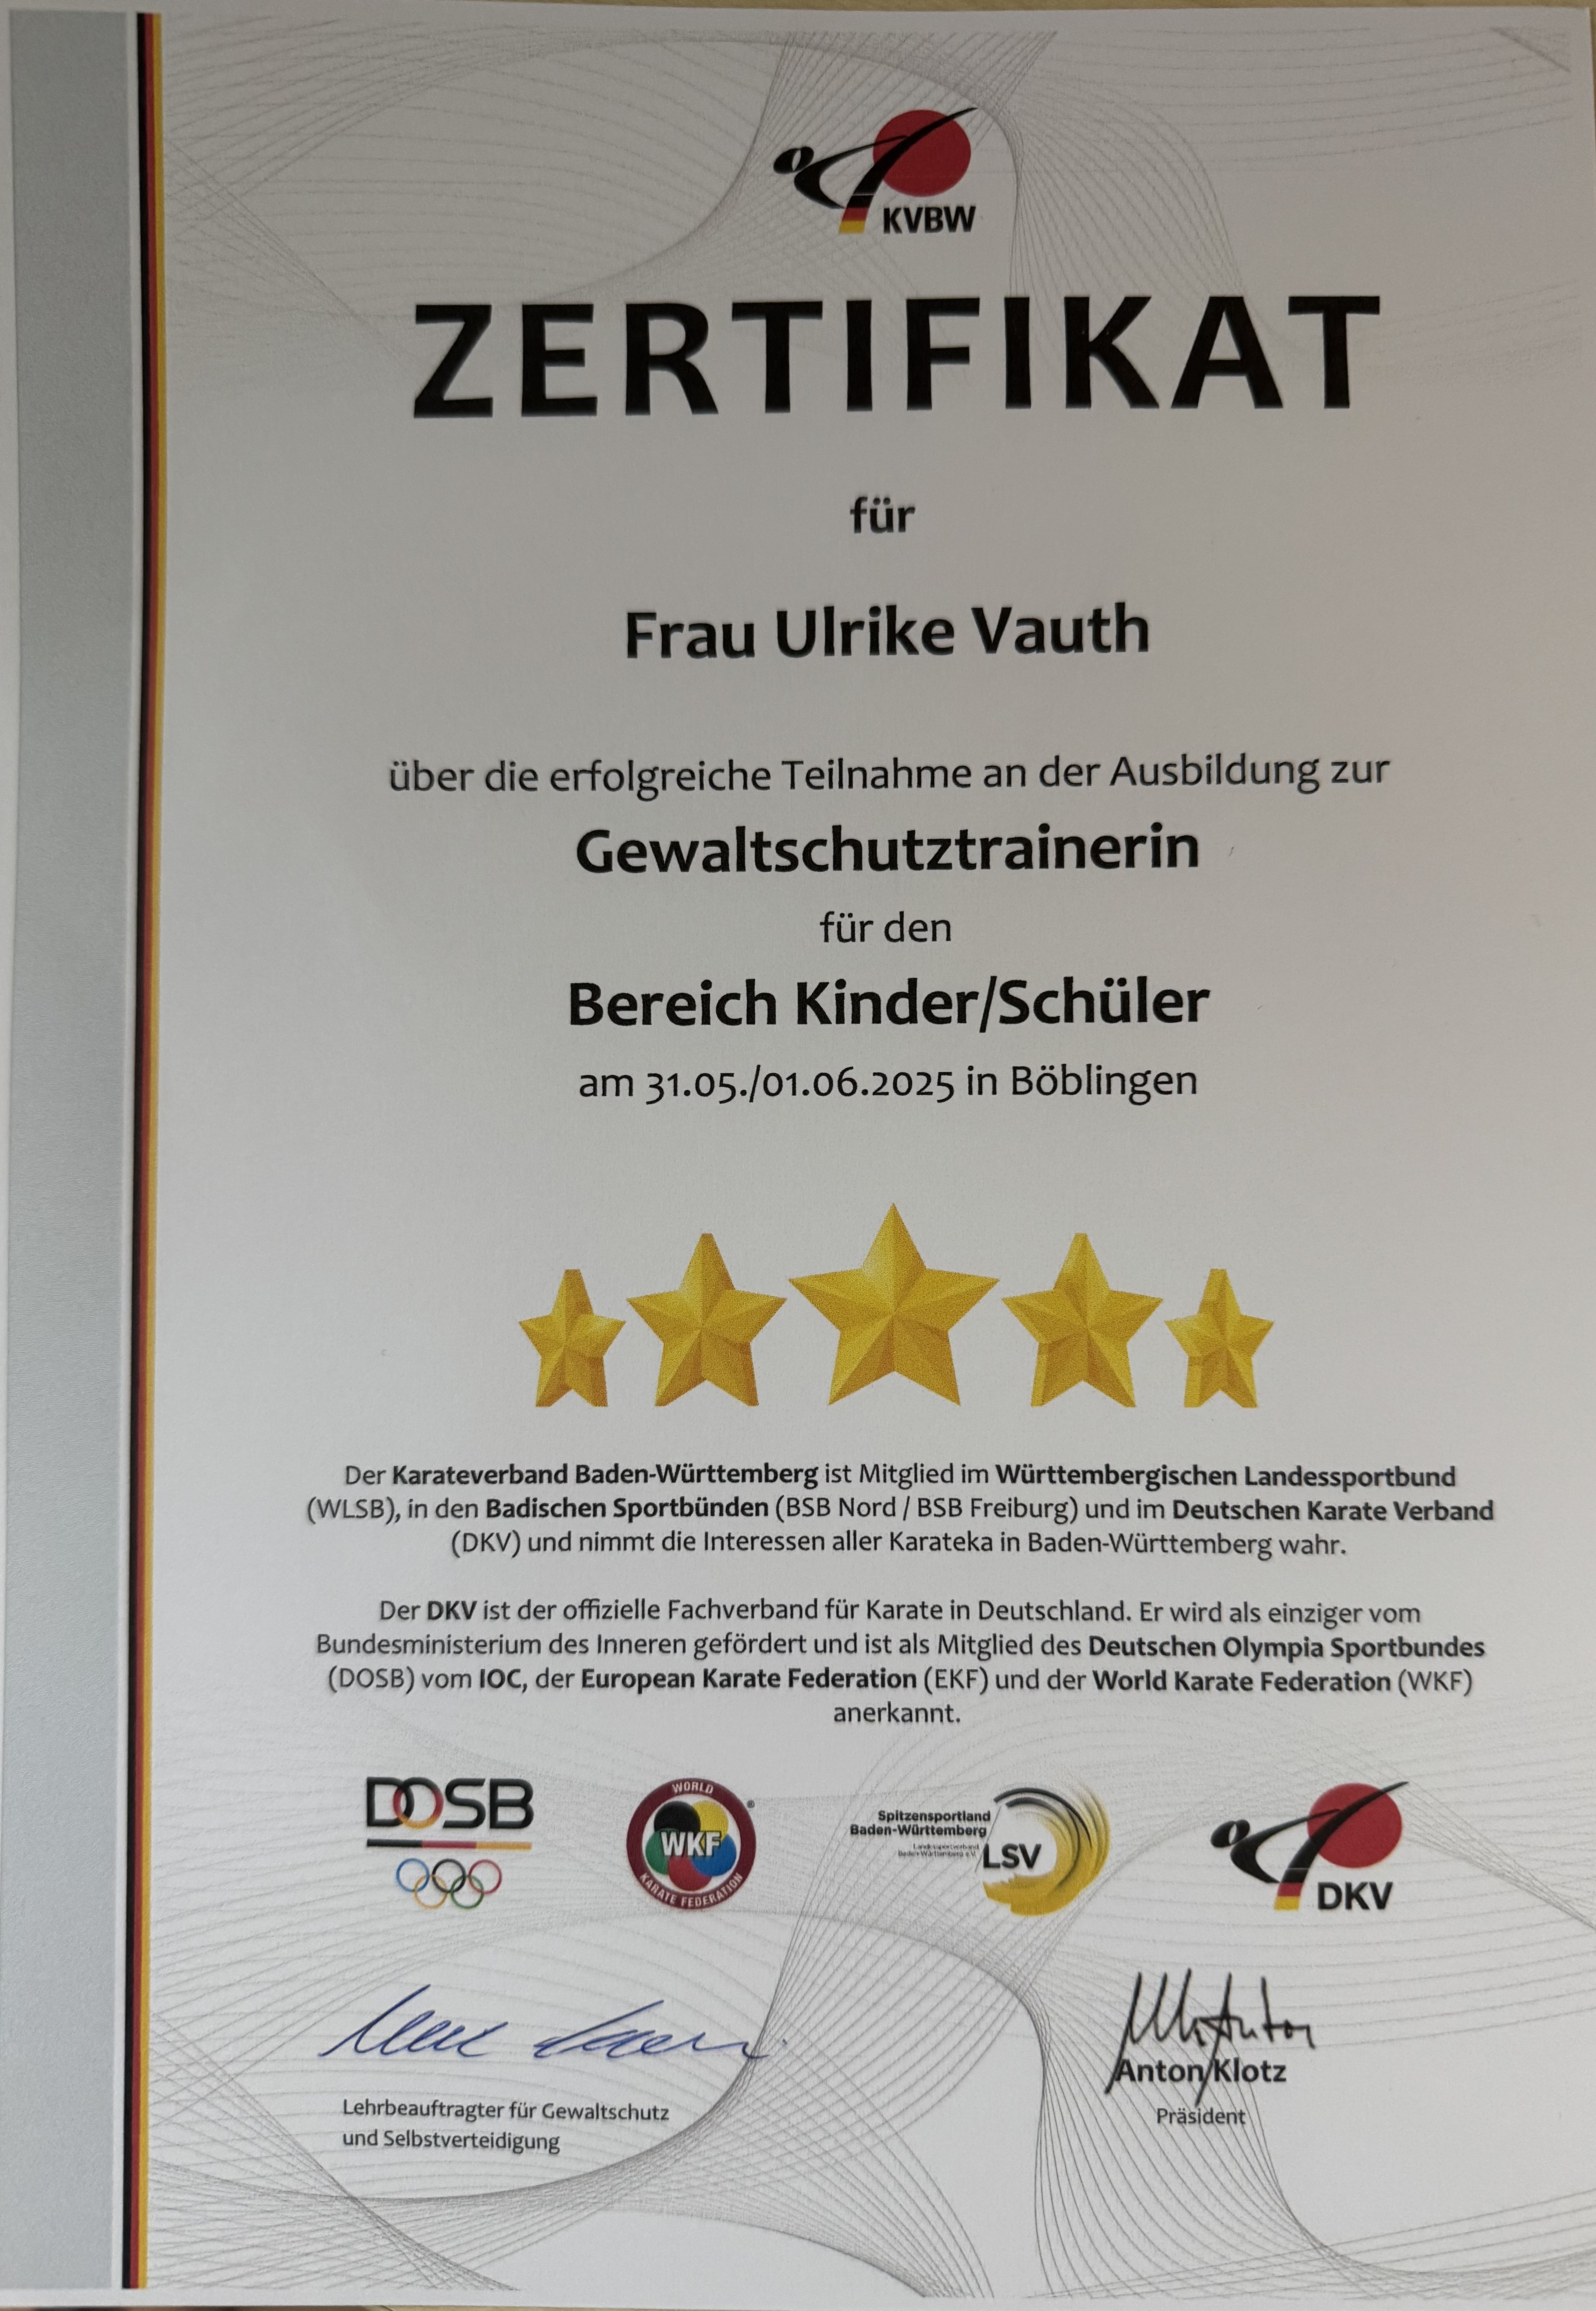 KVBW
ZERTIFIKAT
für
Frau Ulrike Vauth
über die erfolgreiche Teilnahme an der Ausbildung zur
Gewaltschutztrainerin
für den
Bereich Kinder/Schüler
am 31.05./01.06.2025 in Böblingen
Der Karateverband Baden-Württemberg ist Mitglied im Württembergischen Landessportbund
(WLSB), in den Badischen Sportbünden (BSB Nord / BSB Freiburg) und im Deutschen Karate Verband
(DKV) und nimmt die Interessen aller Karateka in Baden-Württemberg wahr.
Der DKV ist der offizielle Fachverband für Karate in Deutschland. Er wird als einziger vom
Bundesministerium des Inneren gefördert und ist als Mitglied des Deutschen Olympia Sportbundes
(DOSB) vom IOC, der European Karate Federation (EKF) und der World Karate Federation (WKF)
anerkannt.
DOSB
WORLD
WKF
KARATE FEDERATION
®
Spitzensportland
Baden-Württemberg
Landessportverband
Baden-Württemberg e.V.
LSV
DKV
Anton Klotz
Präsident
Lehrbeauftragter für Gewaltschutz
und Selbstverteidigung